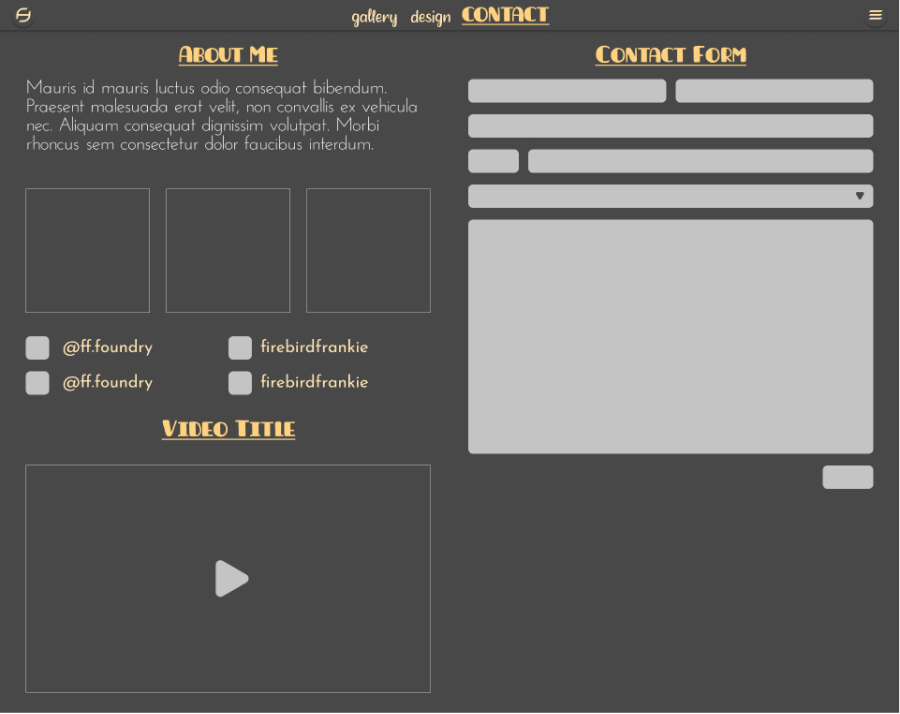 gallery design CONTACT
About Me
Mauris id mauris luctus odio consequat bibendum.
Praesent malesuada erat velit, non convallis ex vehicula
nec. Aliquam consequat dignissim volutpat. Morbi
rhoncus sem consectetur dolor faucibus interdum.
@ff.foundry
firebirdfrankie
@ff.foundry
firebirdfrankie
Video Title
Contact Form